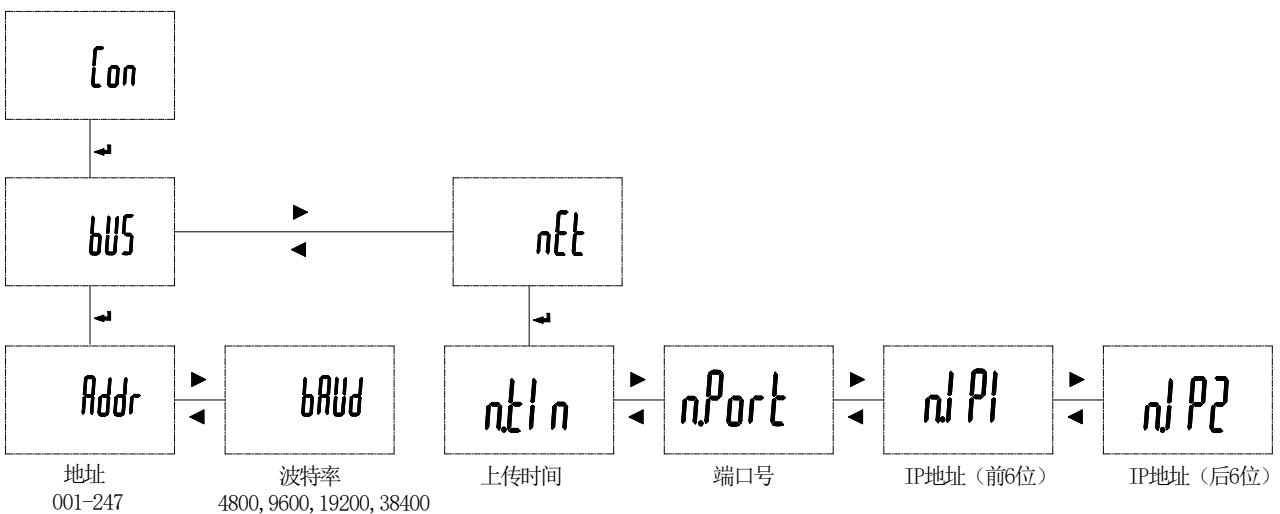 Con
bUS
nEt
Addr
bAUd
n.tIn
n.Port
n.IP1
n.IP2
地址
001-247
波特率
4800,9600,19200,38400
上传时间
端口号
IP地址（前6位）
IP地址（后6位）